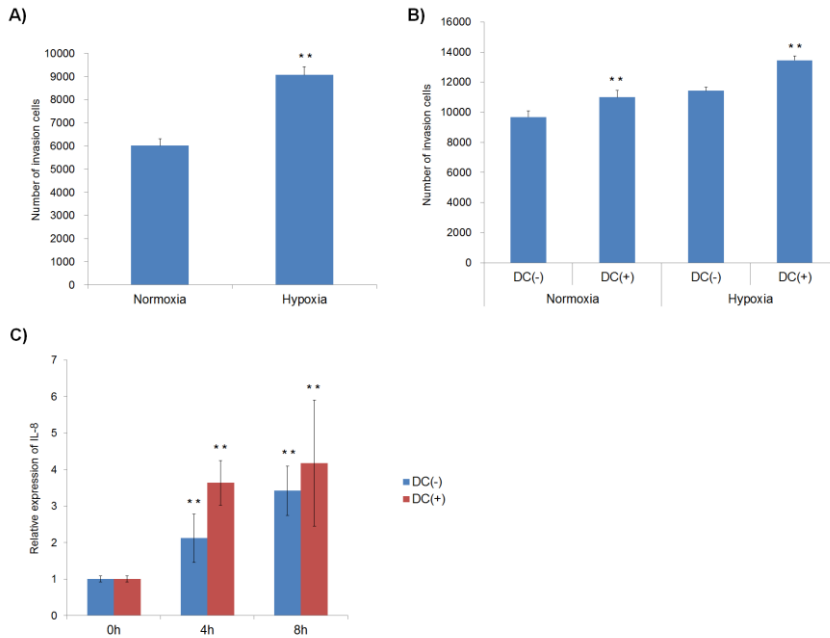 A)
Number of invasion cells
10000
9000
8000
7000
6000
5000
4000
3000
2000
1000
0
**
Normoxia Hypoxia
B)
Number of invasion cells
16000
14000
12000
10000
8000
6000
4000
2000
0
** **
DC(-) DC(+) DC(-) DC(+)
Normoxia Hypoxia
C)
Relative expression of IL-8
7
6
5
4
3
2
1
0
** ** ** **
0h 4h 8h
DC(-)
DC(+)